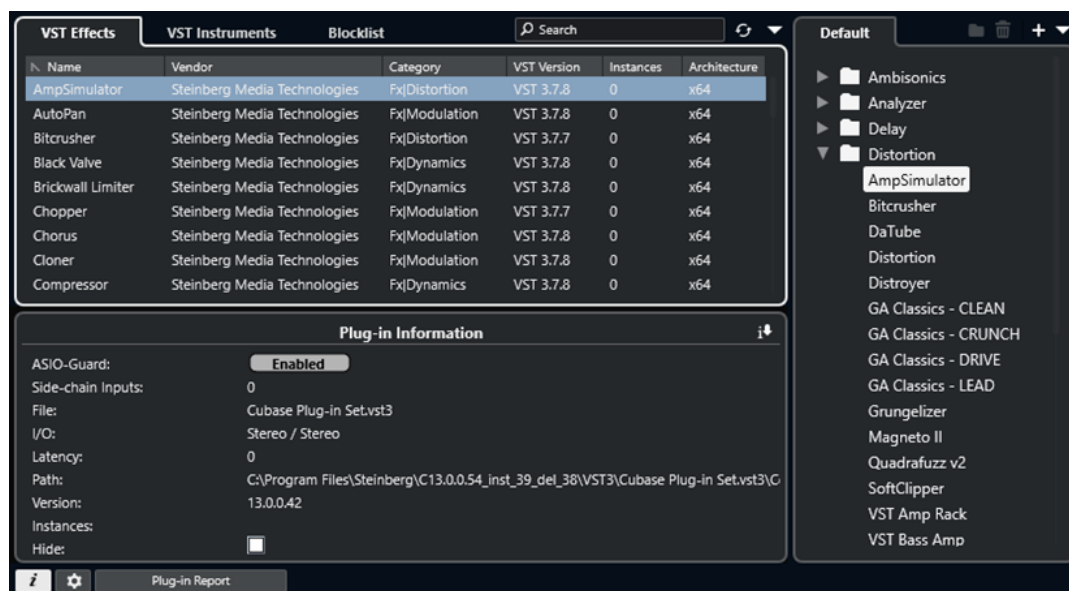 VST Effects VST Instruments Blocklist Search
Name Vendor Category VST Version Instances Architecture
AmpSimulator Steinberg Media Technologies Fx|Distortion VST 3.7.8 0 x64
AutoPan Steinberg Media Technologies Fx|Modulation VST 3.7.8 0 x64
Bitcrusher Steinberg Media Technologies Fx|Distortion VST 3.7.7 0 x64
Black Valve Steinberg Media Technologies Fx|Dynamics VST 3.7.8 0 x64
Brickwall Limiter Steinberg Media Technologies Fx|Dynamics VST 3.7.8 0 x64
Chopper Steinberg Media Technologies Fx|Modulation VST 3.7.7 0 x64
Chorus Steinberg Media Technologies Fx|Modulation VST 3.7.8 0 x64
Cloner Steinberg Media Technologies Fx|Modulation VST 3.7.8 0 x64
Compressor Steinberg Media Technologies Fx|Dynamics VST 3.7.8 0 x64
Plug-in Information
ASIO-Guard: Enabled
Side-chain Inputs: 0
File: Cubase Plug-in Set.vst3
I/O: Stereo / Stereo
Latency: 0
Path: C:\Program Files\Steinberg\C13.0.0.54_inst_39_del_38\VST3\Cubase Plug-in Set.vst3\C
Version: 13.0.0.42
Instances:
Hide:
i Plug-in Report
Default
Ambisonics
Analyzer
Delay
Distortion
AmpSimulator
Bitcrusher
DaTube
Distortion
Distroyer
GA Classics - CLEAN
GA Classics - CRUNCH
GA Classics - DRIVE
GA Classics - LEAD
Grungelizer
Magneto II
Quadrafuzz v2
SoftClipper
VST Amp Rack
VST Bass Amp